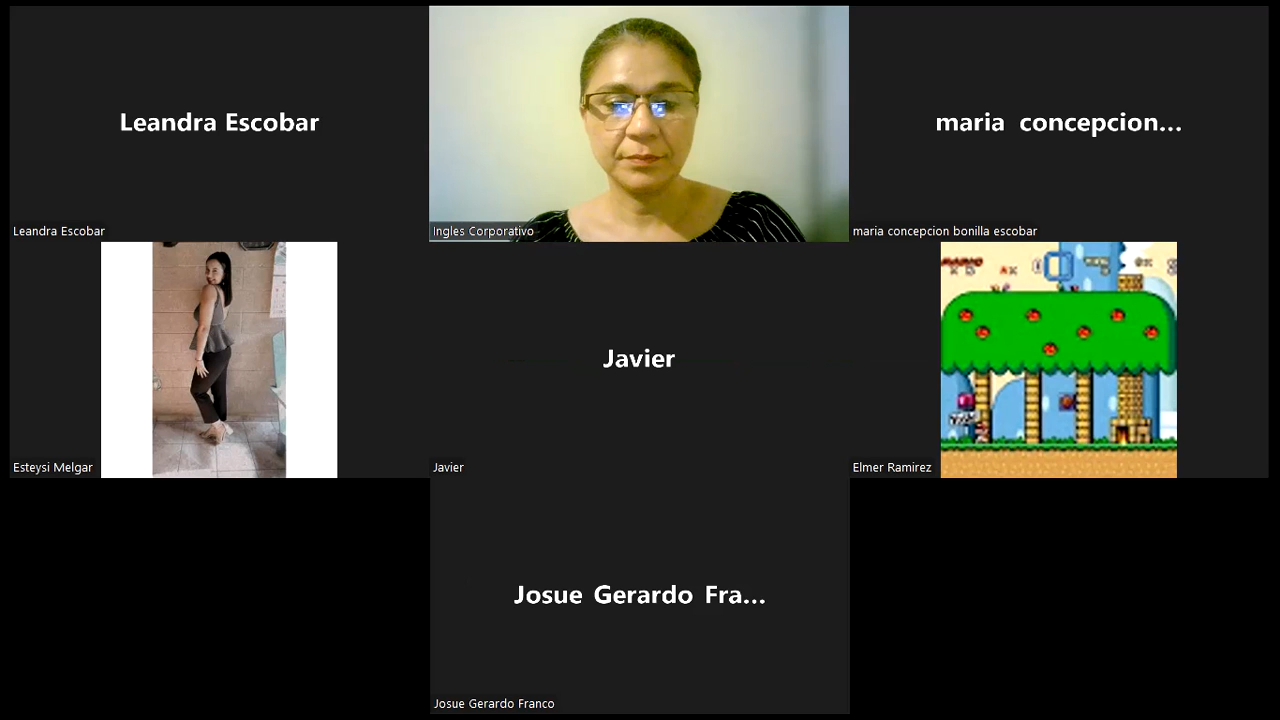 Leandra Escobar
maria concepcion...
Leandra Escobar
Ingles Corporativo
maria concepcion bonilla escobar
Javier
Esteysi Melgar
Javier
Elmer Ramirez
Josue Gerardo Fra...
Josue Gerardo Franco